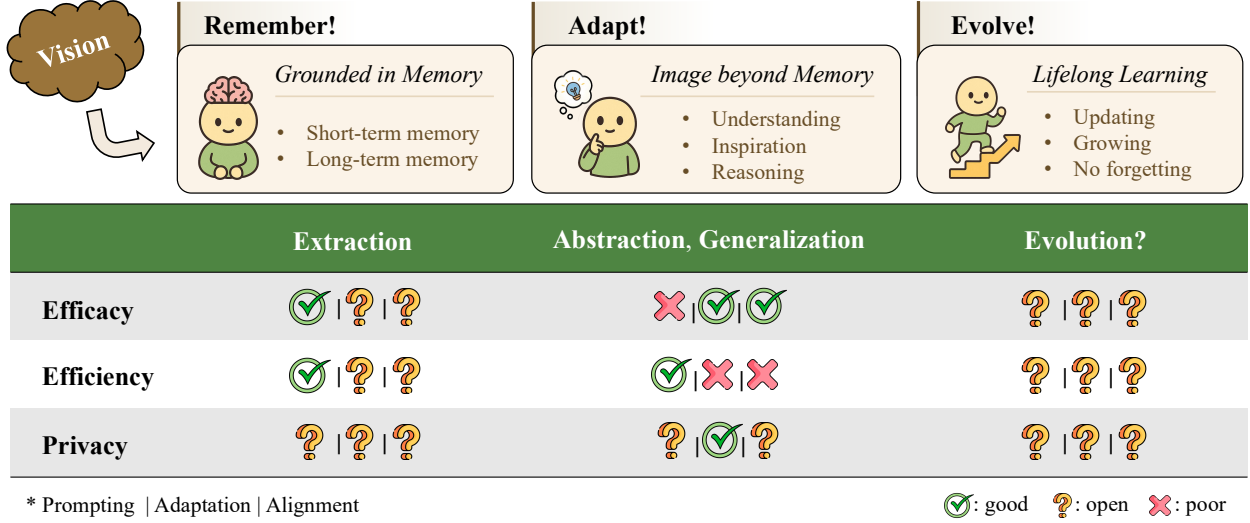 Vision
Remember!
Grounded in Memory
• Short-term memory
• Long-term memory
Adapt!
Image beyond Memory
• Understanding
• Inspiration
• Reasoning
Evolve!
Lifelong Learning
• Updating
• Growing
• No forgetting
Extraction Abstraction, Generalization Evolution?
Efficacy | | | | | |
Efficiency | | | | | |
Privacy | | | | | |
* Prompting | Adaptation | Alignment
: good : open : poor